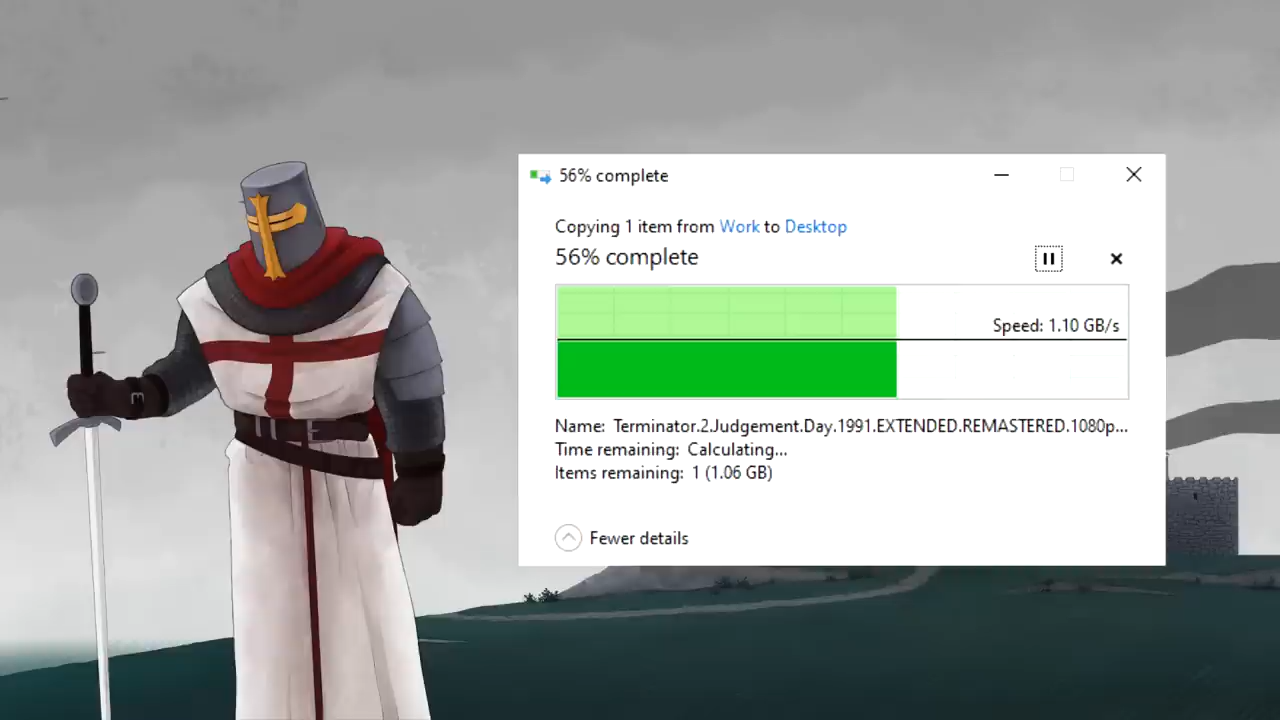 56% complete
Copying 1 item from Work to Desktop
56% complete
Speed: 1.10 GB/s
Name: Terminator.2.Judgement.Day.1991.EXTENDED.REMASTERED.1080p...
Time remaining: Calculating...
Items remaining: 1 (1.06 GB)
Fewer details